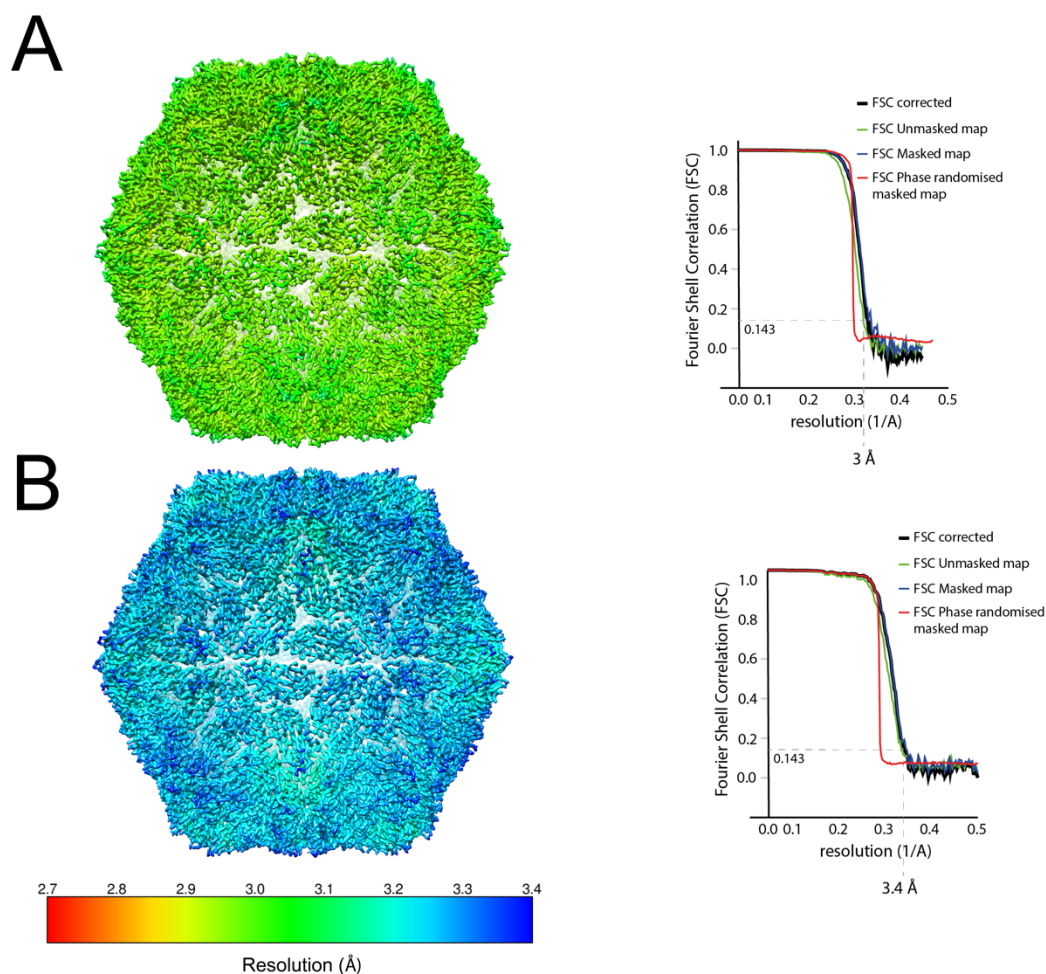 A
FSC corrected
FSC Unmasked map
FSC Masked map
FSC Phase randomised
masked map
Fourier Shell Correlation (FSC)
1.0
0.8
0.6
0.4
0.2
0.143
0.0
0.0 0.1 0.2 0.3 0.4 0.5
resolution (1/A)
3 Å
B
FSC corrected
FSC Unmasked map
FSC Masked map
FSC Phase randomised
masked map
Fourier Shell Correlation (FSC)
1.0
0.8
0.6
0.4
0.2
0.143
0.0
0.0 0.1 0.2 0.3 0.4 0.5
resolution (1/A)
3.4 Å
2.7 2.8 2.9 3.0 3.1 3.2 3.3 3.4
Resolution (Å)